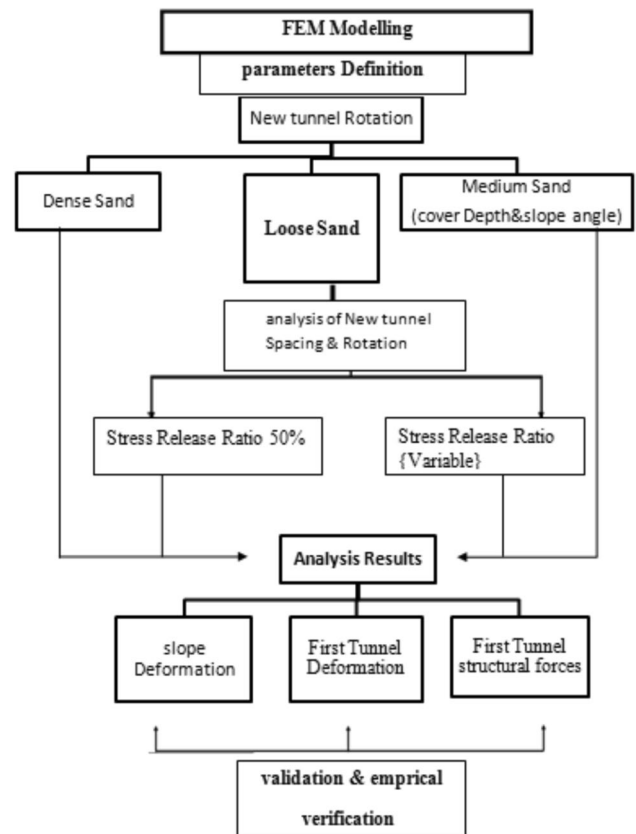 FEM Modelling
parameters Definition
New tunnel Rotation
Dense Sand
Loose Sand
Medium Sand
(cover Depth&slope angle)
analysis of New tunnel
Spacing & Rotation
Stress Release Ratio 50%
Stress Release Ratio
{Variable}
Analysis Results
slope
Deformation
First Tunnel
Deformation
First Tunnel
structural forces
validation & emprical
verification